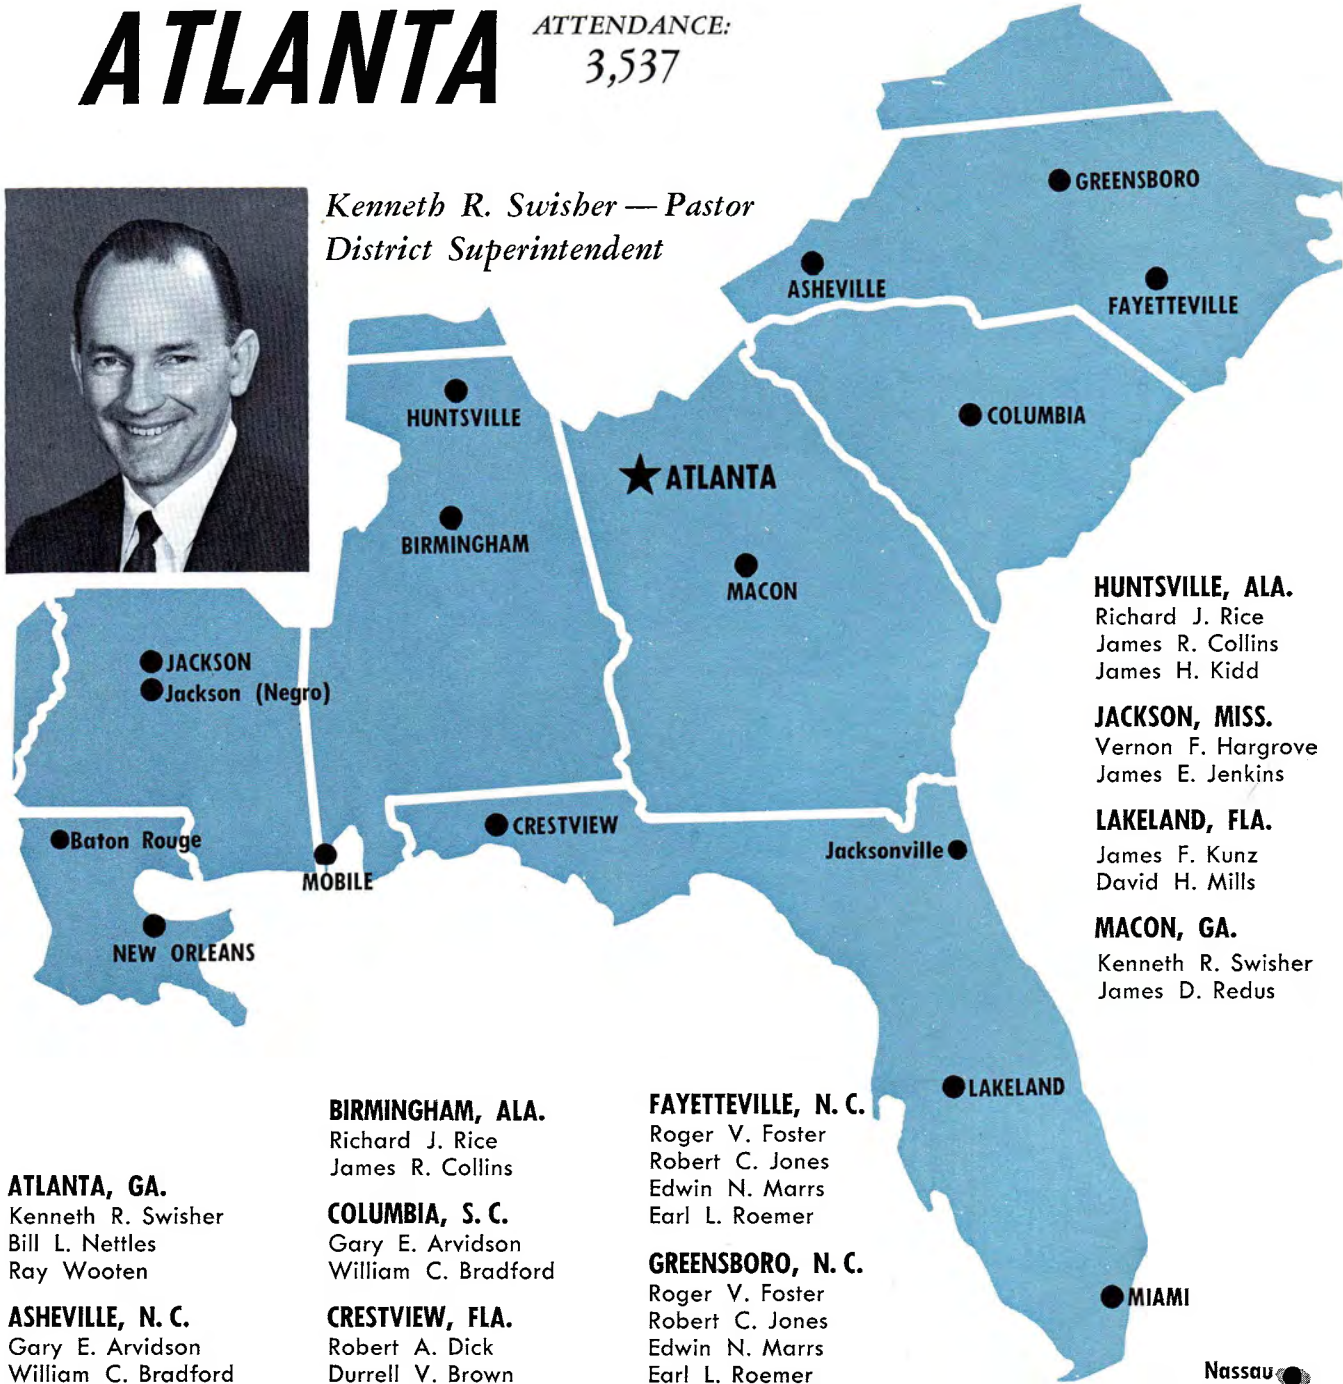 ATLANTA
ATTENDANCE:
3,537
Kenneth R. Swisher — Pastor
District Superintendent
GREENSBORO
ASHEVILLE
FAYETTEVILLE
HUNTSVILLE
COLUMBIA
ATLANTA
BIRMINGHAM
MACON
JACKSON
Jackson (Negro)
CRESTVIEW
Baton Rouge
Jacksonville
MOBILE
NEW ORLEANS
LAKELAND
MIAMI
Nassau
HUNTSVILLE, ALA.
Richard J. Rice
James R. Collins
James H. Kidd
JACKSON, MISS.
Vernon F. Hargrove
James E. Jenkins
LAKELAND, FLA.
James F. Kunz
David H. Mills
MACON, GA.
Kenneth R. Swisher
James D. Redus
ATLANTA, GA.
Kenneth R. Swisher
Bill L. Nettles
Ray Wooten
ASHEVILLE, N. C.
Gary E. Arvidson
William C. Bradford
BIRMINGHAM, ALA.
Richard J. Rice
James R. Collins
COLUMBIA, S. C.
Gary E. Arvidson
William C. Bradford
CRESTVIEW, FLA.
Robert A. Dick
Durrell V. Brown
FAYETTEVILLE, N. C.
Roger V. Foster
Robert C. Jones
Edwin N. Marrs
Earl L. Roemer
GREENSBORO, N. C.
Roger V. Foster
Robert C. Jones
Edwin N. Marrs
Earl L. Roemer